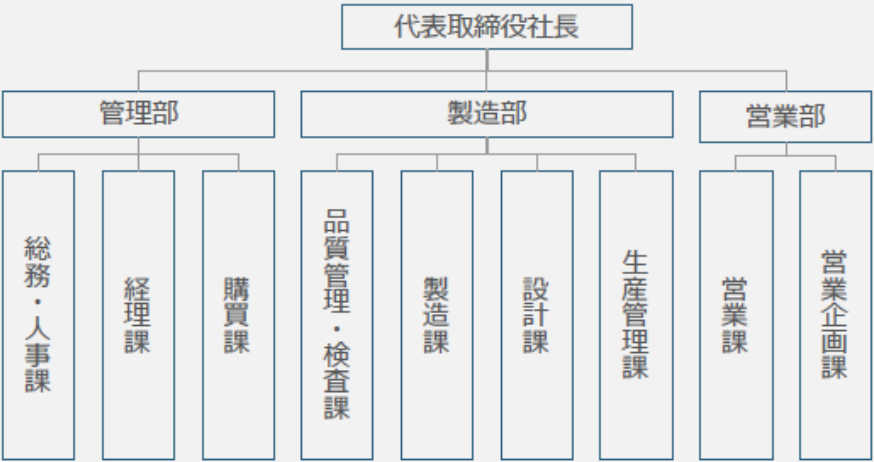 代表取締役社長
管理部
製造部
営業部
総務・人事課
経理課
購買課
品質管理・検査課
製造課
設計課
生産管理課
営業課
営業企画課